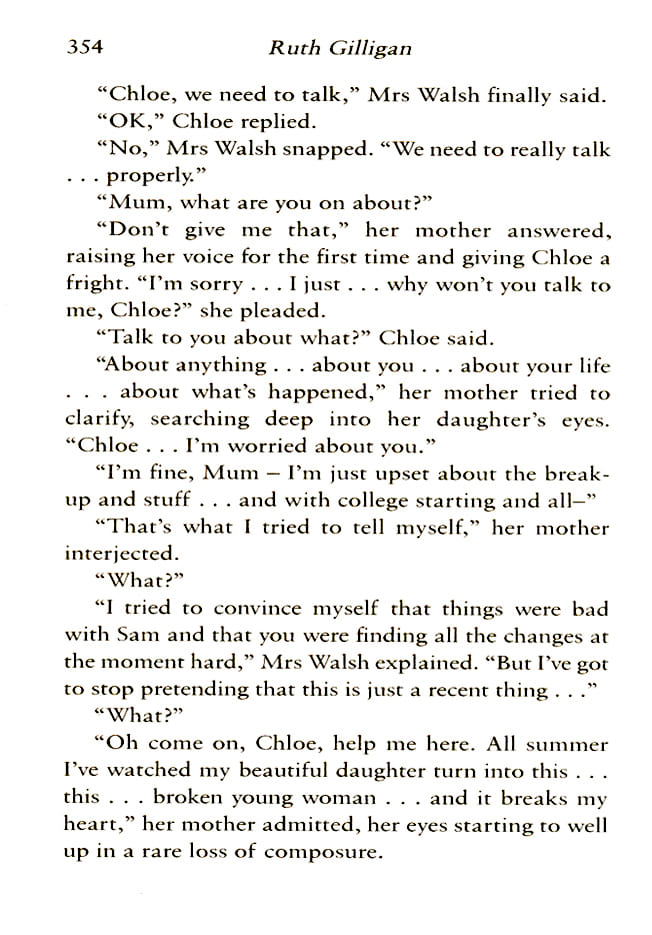 354 Ruth Gilligan
“Chloe, we need to talk,” Mrs Walsh finally said.
“OK,” Chloe replied.
“No,” Mrs Walsh snapped. “We need to really talk
. . . properly.”
“Mum, what are you on about?”
“Don’t give me that,” her mother answered,
raising her voice for the first time and giving Chloe a
fright. “I’m sorry . . . I just . . . why won’t you talk to
me, Chloe?” she pleaded.
“Talk to you about what?” Chloe said.
“About anything . . . about you . . . about your life
. . . about what’s happened,” her mother tried to
clarify, searching deep into her daughter’s eyes.
“Chloe . . . I’m worried about you.”
“I’m fine, Mum – I’m just upset about the break-
up and stuff . . . and with college starting and all–”
“That’s what I tried to tell myself,” her mother
interjected.
“What?”
“I tried to convince myself that things were bad
with Sam and that you were finding all the changes at
the moment hard,” Mrs Walsh explained. “But I’ve got
to stop pretending that this is just a recent thing . . .”
“What?”
“Oh come on, Chloe, help me here. All summer
I’ve watched my beautiful daughter turn into this . . .
this . . . broken young woman . . . and it breaks my
heart,” her mother admitted, her eyes starting to well
up in a rare loss of composure.